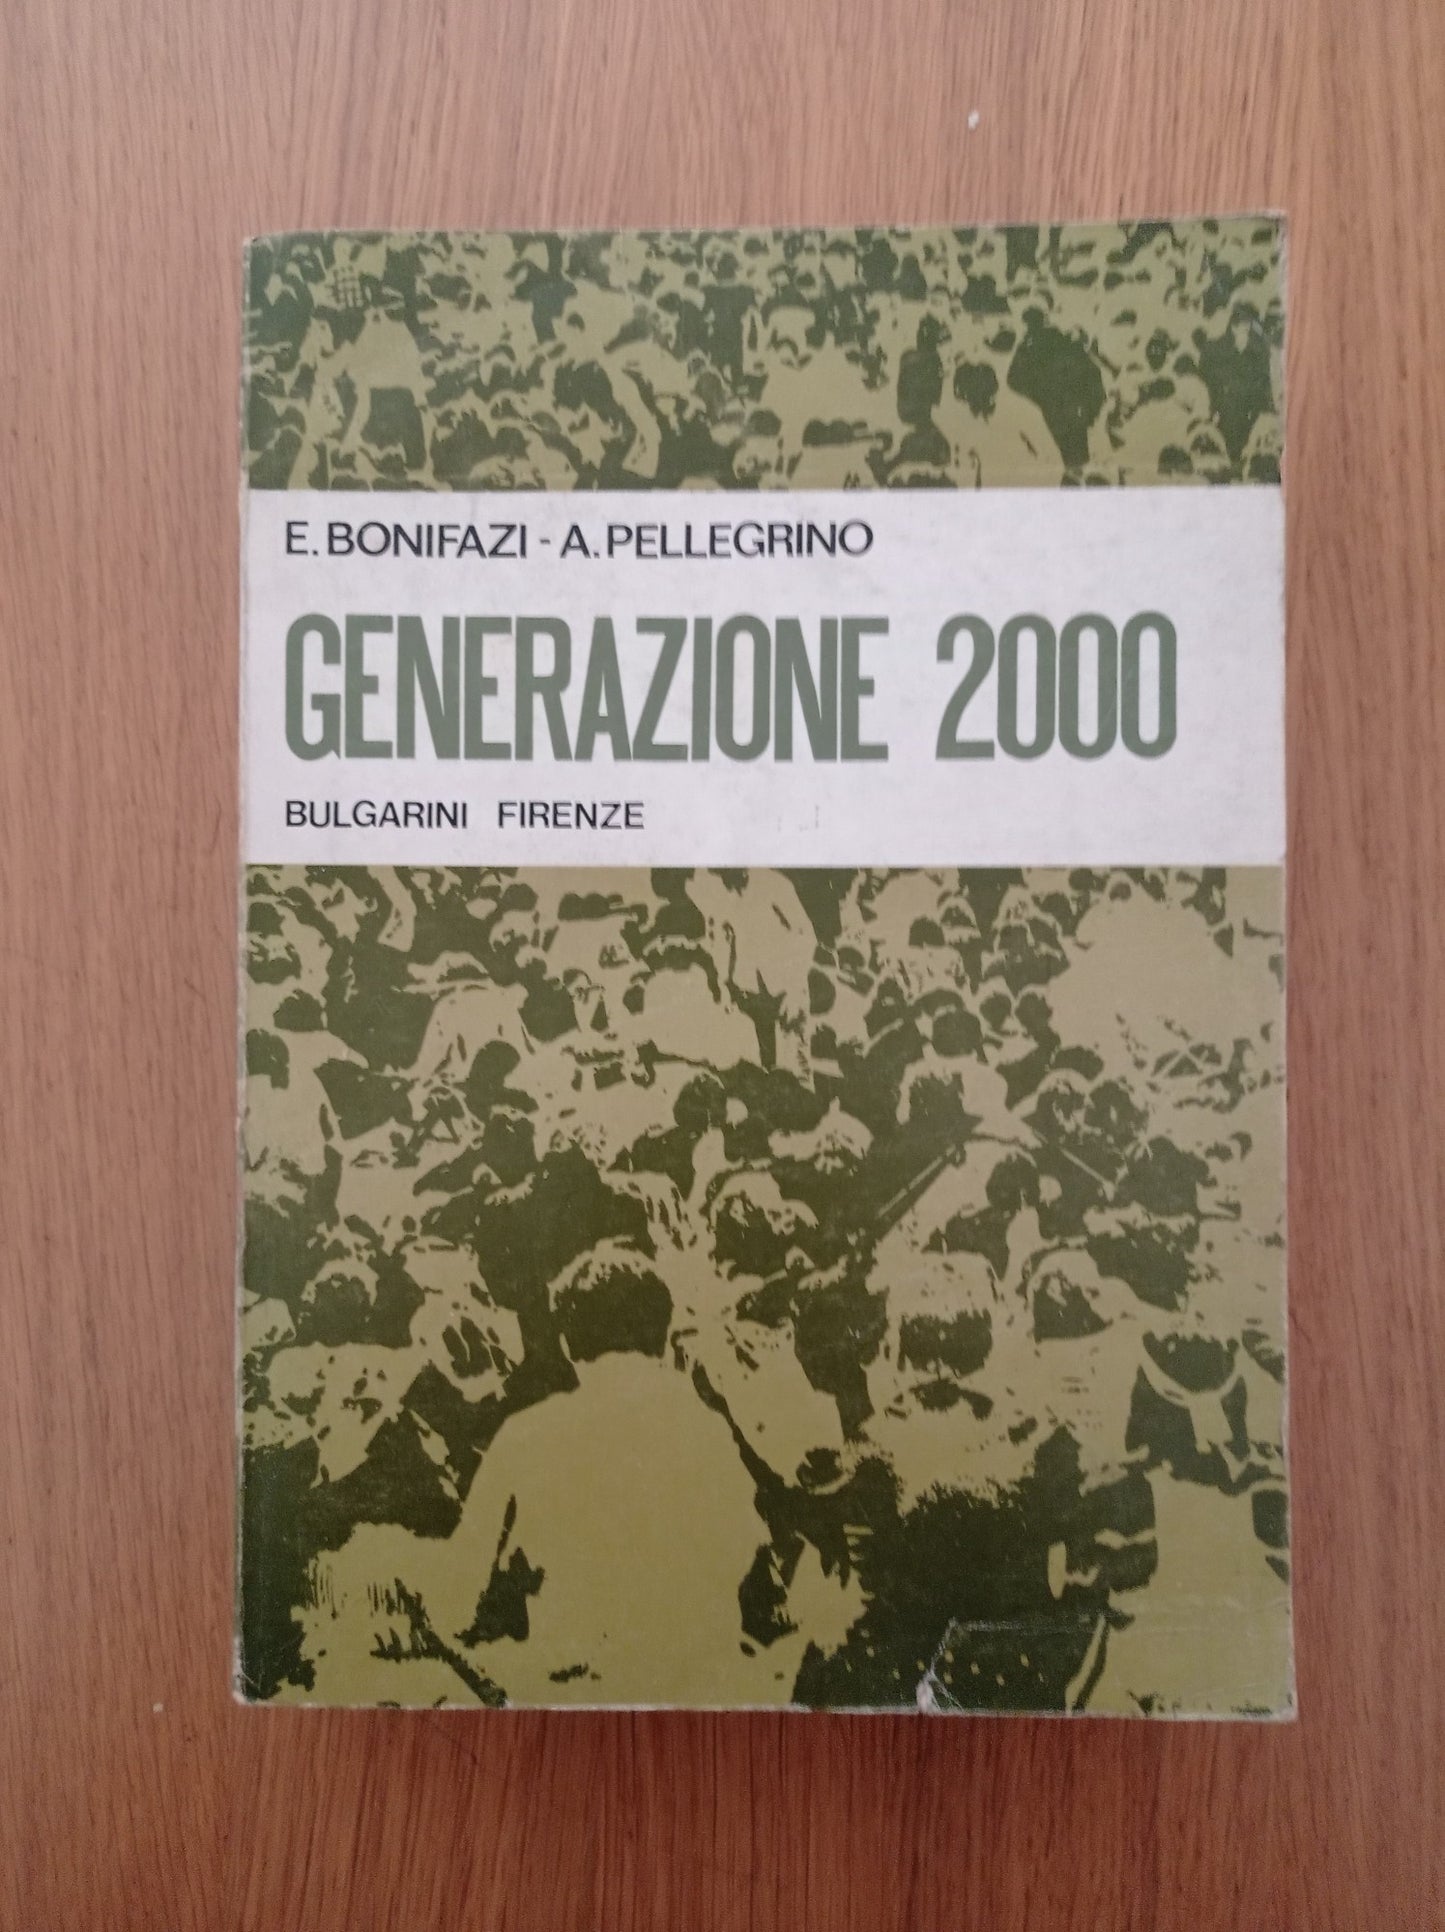 E. BONIFAZI - A. PELLEGRINO
GENERAZIONE 2000
BULGARINI FIRENZE